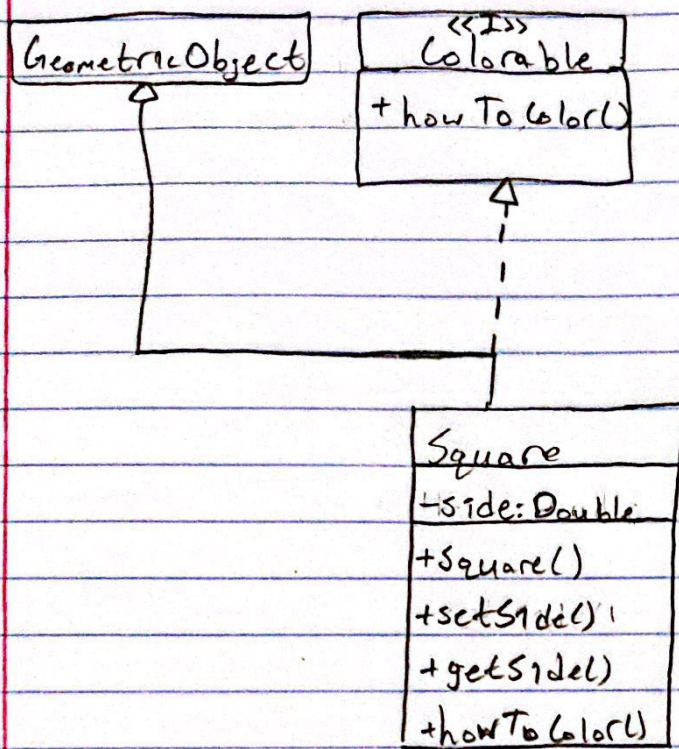 GeometricObject
<<I>>
Colorable
+ howToColor()
Square
-side: Double
+Square()
+setSide()
+getSide()
+howToColor()